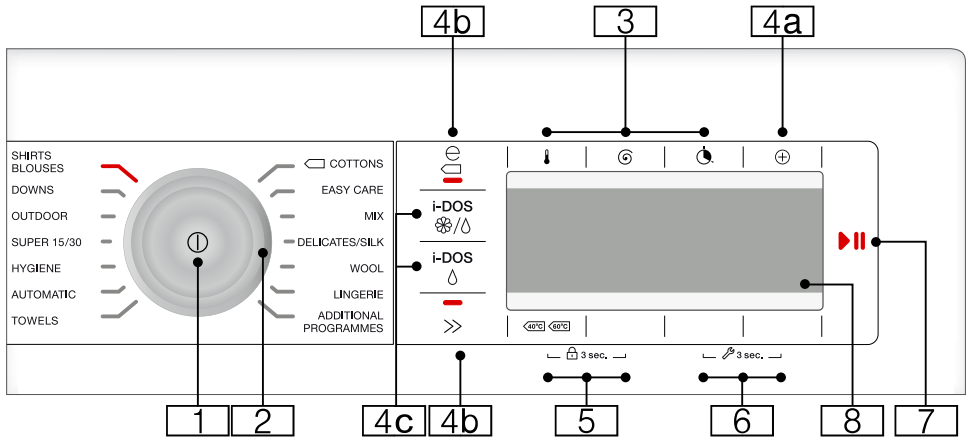 4b
3
4a
SHIRTS
BLOUSES
DOWNS
OUTDOOR
SUPER 15/30
HYGIENE
AUTOMATIC
TOWELS
COTTONS
EASY CARE
MIX
DELICATES/SILK
WOOL
LINGERIE
ADDITIONAL
PROGRAMMES
e
i-DOS
/
i-DOS
40°C 60°C
3 sec.
3 sec.
1
2
4c
4b
5
6
8
7